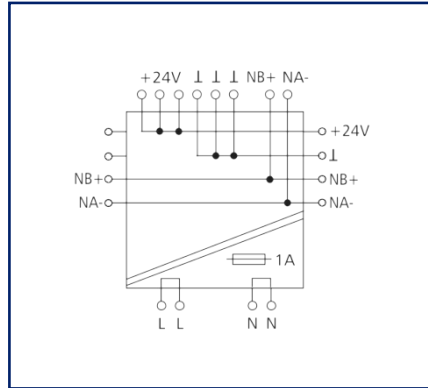 +24V ⊥ ⊥ ⊥ NB+ NA-
+24V
⊥
NB+ NB+
NA- NA-
1A
L L N N